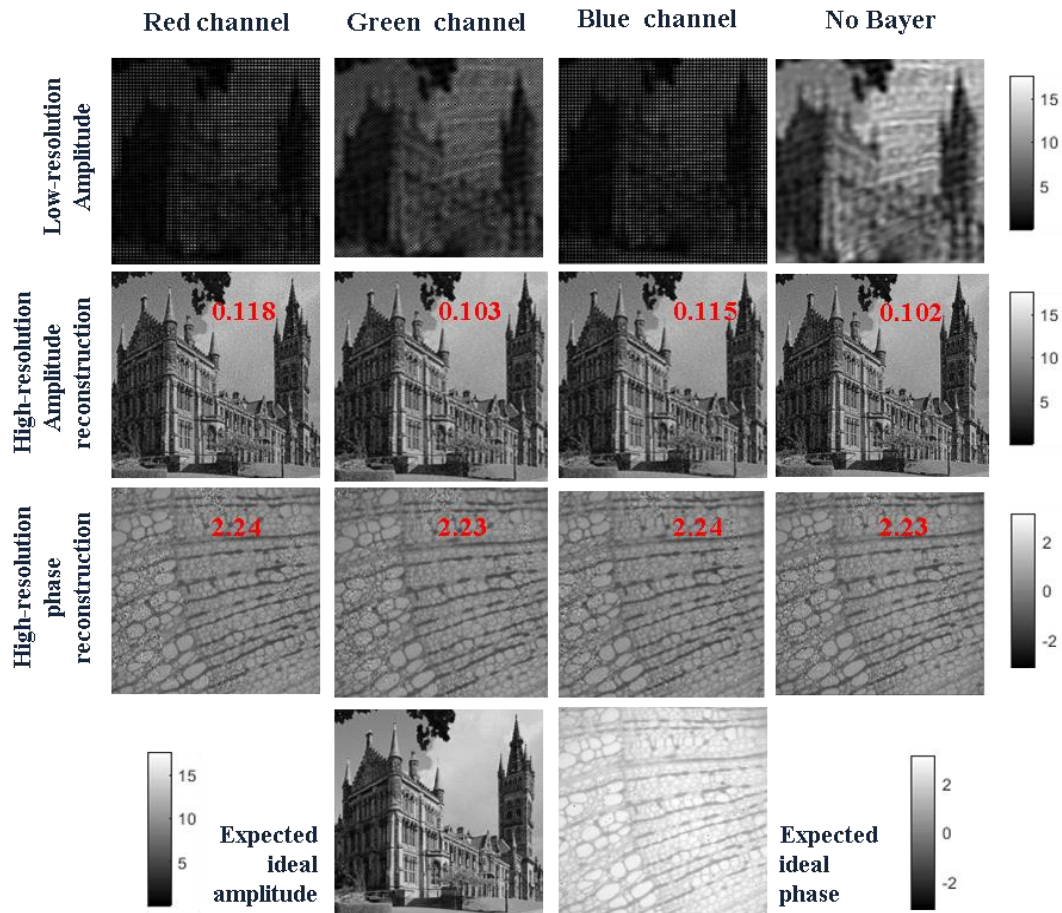 Red channel
Green channel
Blue channel
No Bayer
Low-resolution
Amplitude
15
10
5
High-resolution
Amplitude
reconstruction
0.118
0.103
0.115
0.102
15
10
5
High-resolution
phase
reconstruction
2.24
2.23
2.24
2.23
2
0
-2
15
10
5
Expected
ideal
amplitude
Expected
ideal
phase
2
0
-2